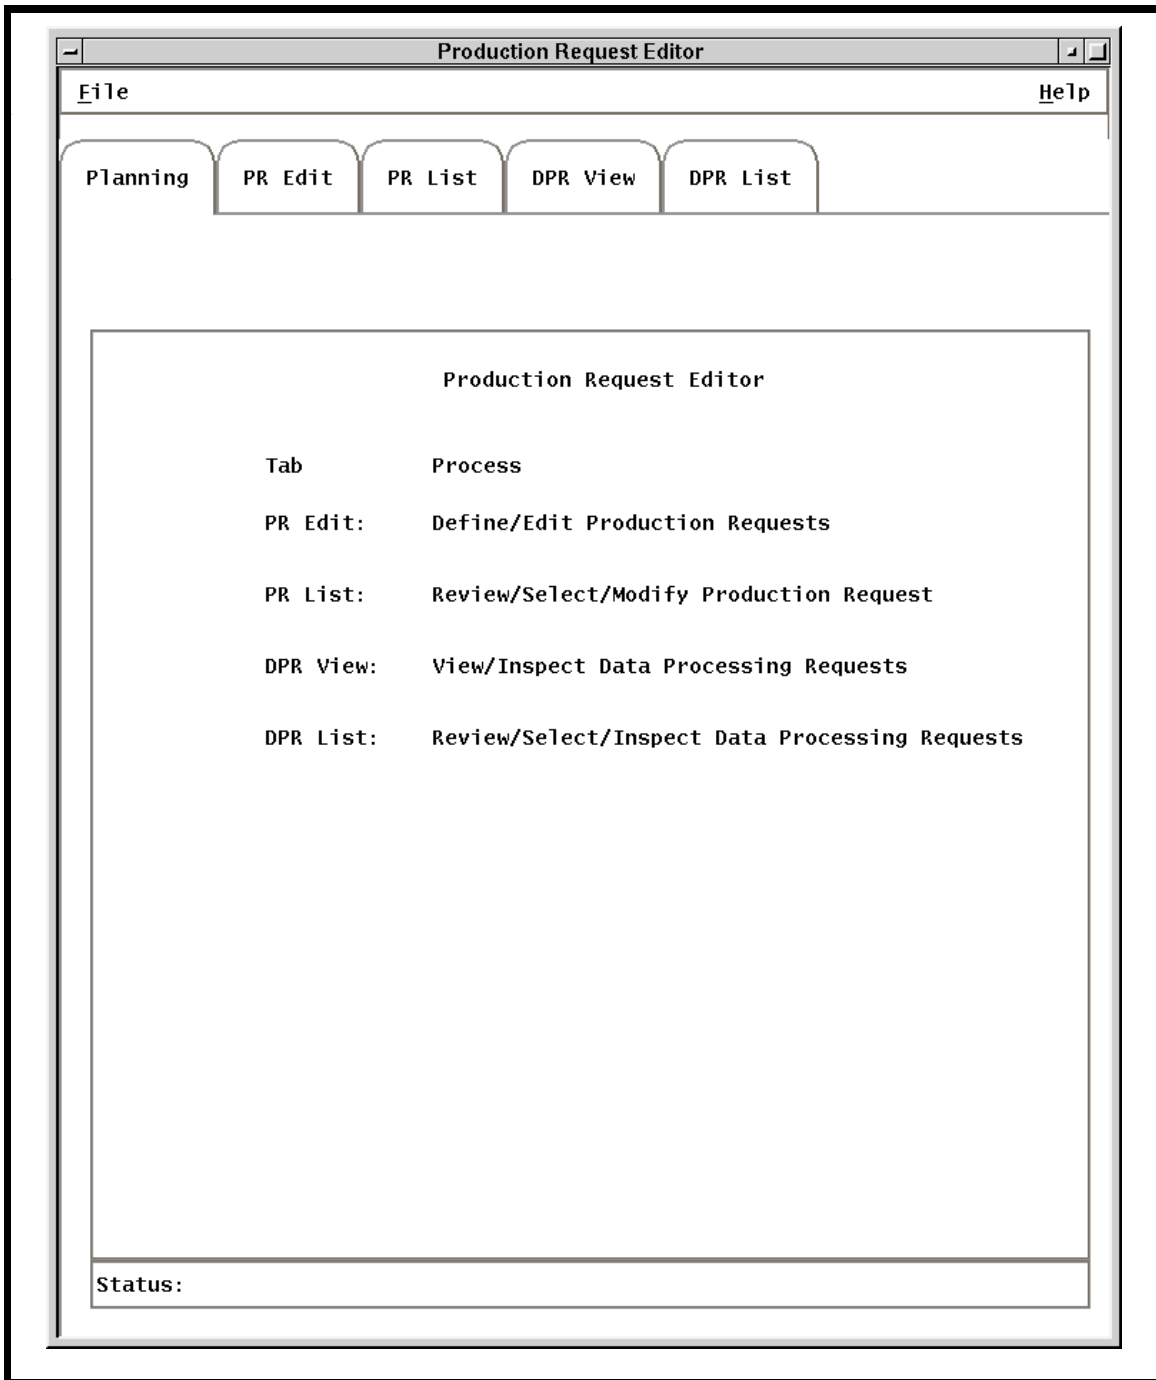 Production Request Editor
File Help
Planning PR Edit PR List DPR View DPR List
Production Request Editor
Tab Process
PR Edit: Define/Edit Production Requests
PR List: Review/Select/Modify Production Request
DPR View: View/Inspect Data Processing Requests
DPR List: Review/Select/Inspect Data Processing Requests
Status: